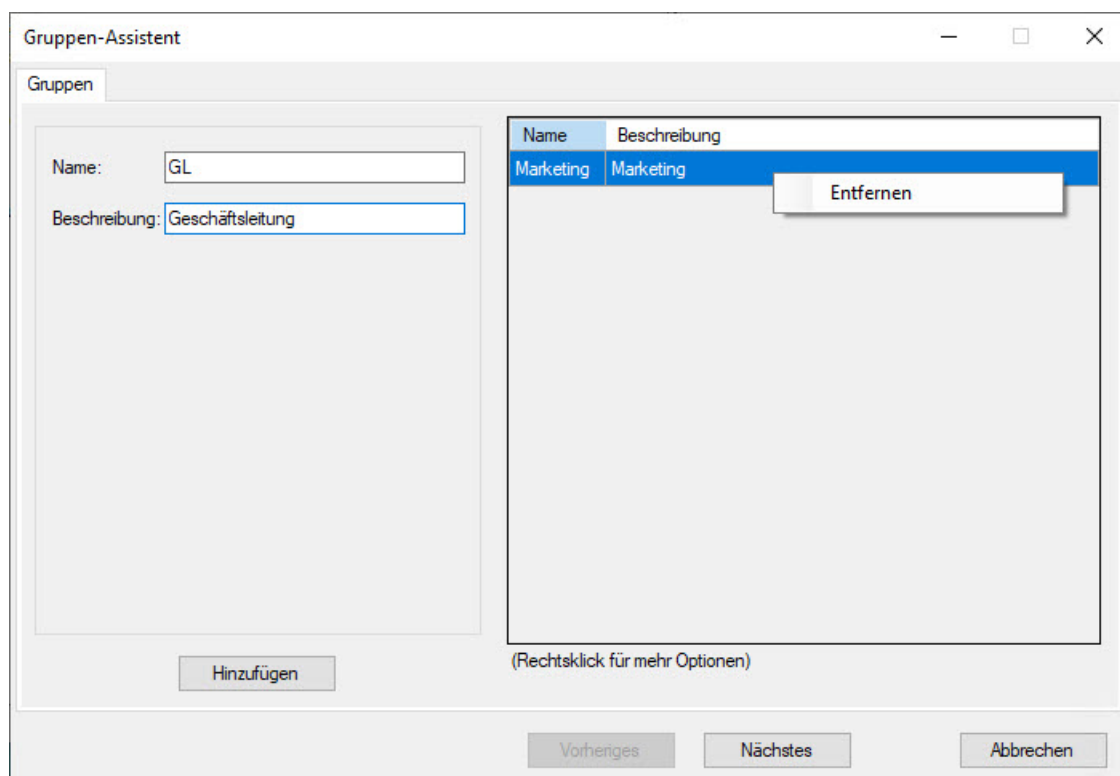 Gruppen-Assistent
Gruppen
Name: GL
Beschreibung: Geschäftsleitung
Hinzufügen
Name Beschreibung
Marketing Marketing
Entfernen
(Rechtsklick für mehr Optionen)
Vorheriges Nächstes Abbrechen